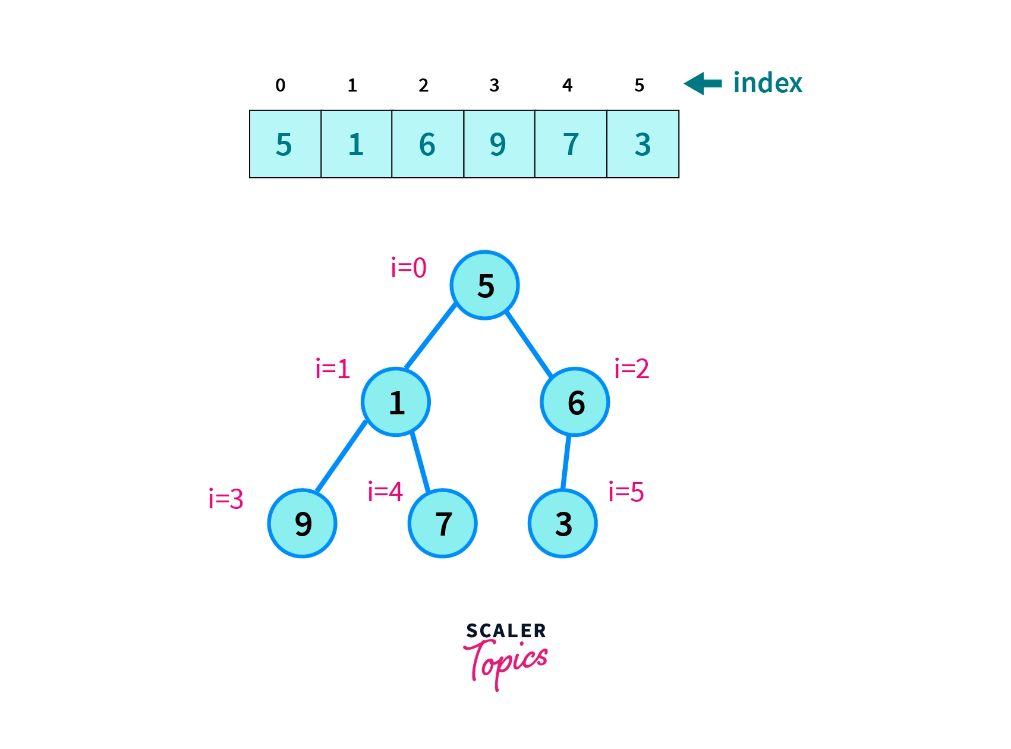 0 1 2 3 4 5 index
5 1 6 9 7 3
i=0
5
i=1 i=2
1 6
i=3 i=4 i=5
9 7 3
SCALER
Topics